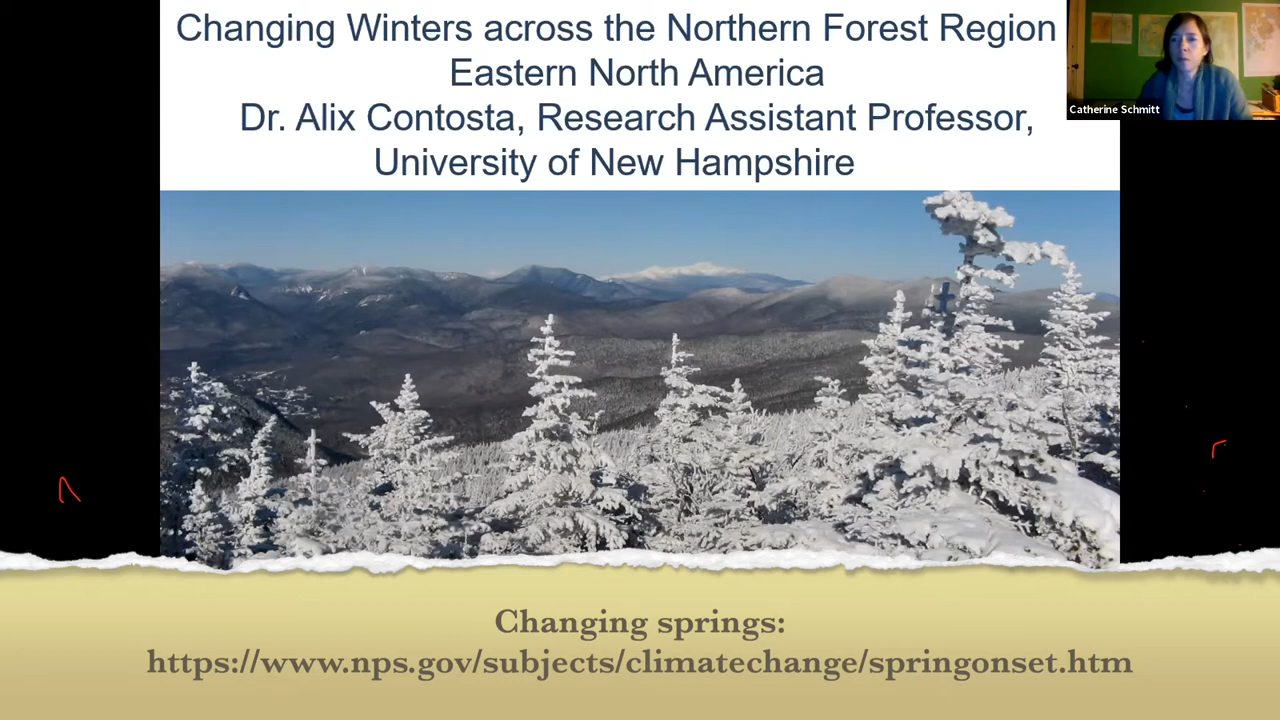 Changing Winters across the Northern Forest Region
Eastern North America
Dr. Alix Contosta, Research Assistant Professor,
University of New Hampshire
Catherine Schmitt
Changing springs:
https://www.nps.gov/subjects/climatechange/springonset.htm